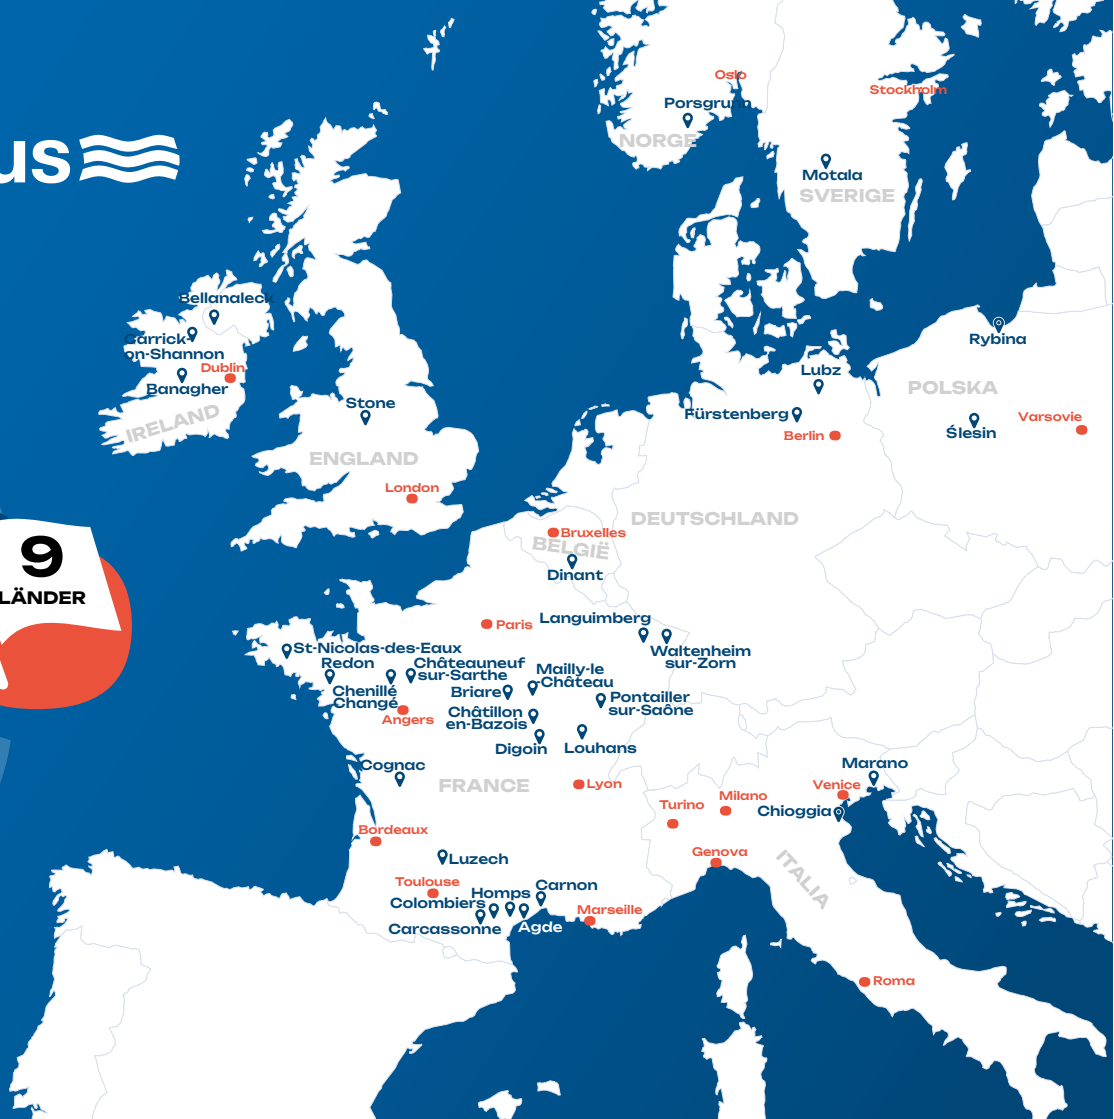 us
Oslo
Stockholm
Porsgrunn
NORGE
Motala
SVERIGE
Bellanaleck
Carrick-
on-Shannon
Dublin
Banagher
IRELAND
Stone
ENGLAND
London
Rybina
Lubz
POLSKA
Fürstenberg
Berlin
Varsovie
Ślesin
DEUTSCHLAND
Bruxelles
BELGIË
Dinant
9
LÄNDER
Paris
Languimberg
Waltenheim
sur-Zorn
St-Nicolas-des-Eaux
Redon
Châteauneuf
sur-Sarthe
Mailly-le
-Château
Chenillé
Changé
Briare
Pontailler
sur-Saône
Angers
Châtillon
en-Bazois
Digoin
Louhans
Cognac
FRANCE
Lyon
Marano
Venice
Turino
Milano
Chioggia
Bordeaux
Genova
ITALIA
Luzech
Toulouse
Homps
Carnon
Colombiers
Marseille
Carcassonne
Agde
Roma